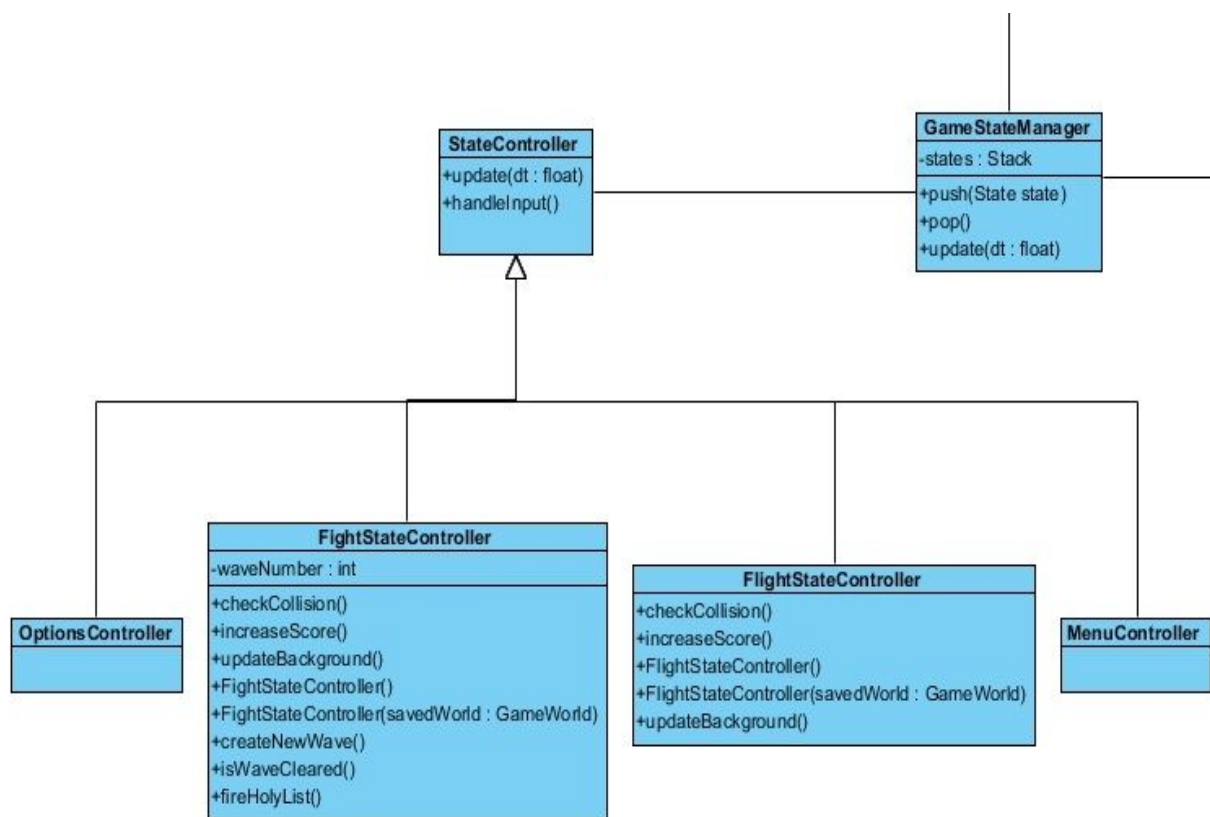 StateController
+update(dt : float)
+handleInput()
GameStateManager
-states : Stack
+push(State state)
+pop()
+update(dt : float)
OptionsController
FightStateController
-waveNumber : int
+checkCollision()
+increaseScore()
+updateBackground()
+FightStateController()
+FightStateController(savedWorld : GameWorld)
+createNewWave()
+isWaveCleared()
+fireHolyList()
FlightStateController
+checkCollision()
+increaseScore()
+FlightStateController()
+FlightStateController(savedWorld : GameWorld)
+updateBackground()
MenuController